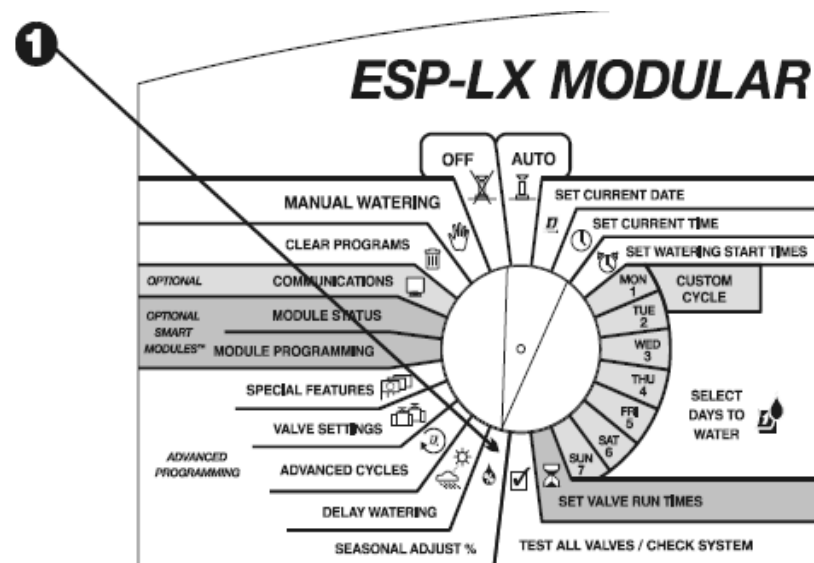 1
ESP-LX MODULAR
OFF
AUTO
MANUAL WATERING
SET CURRENT DATE
CLEAR PROGRAMS
SET CURRENT TIME
SET WATERING START TIMES
OPTIONAL
COMMUNICATIONS
MON
1
CUSTOM
CYCLE
OPTIONAL
SMART
MODULES™
MODULE STATUS
MODULE PROGRAMMING
TUE
2
WED
3
THU
4
FRI
5
SAT
6
SUN
7
SELECT
DAYS TO
WATER
SPECIAL FEATURES
VALVE SETTINGS
ADVANCED
PROGRAMMING
ADVANCED CYCLES
DELAY WATERING
SEASONAL ADJUST %
SET VALVE RUN TIMES
TEST ALL VALVES / CHECK SYSTEM